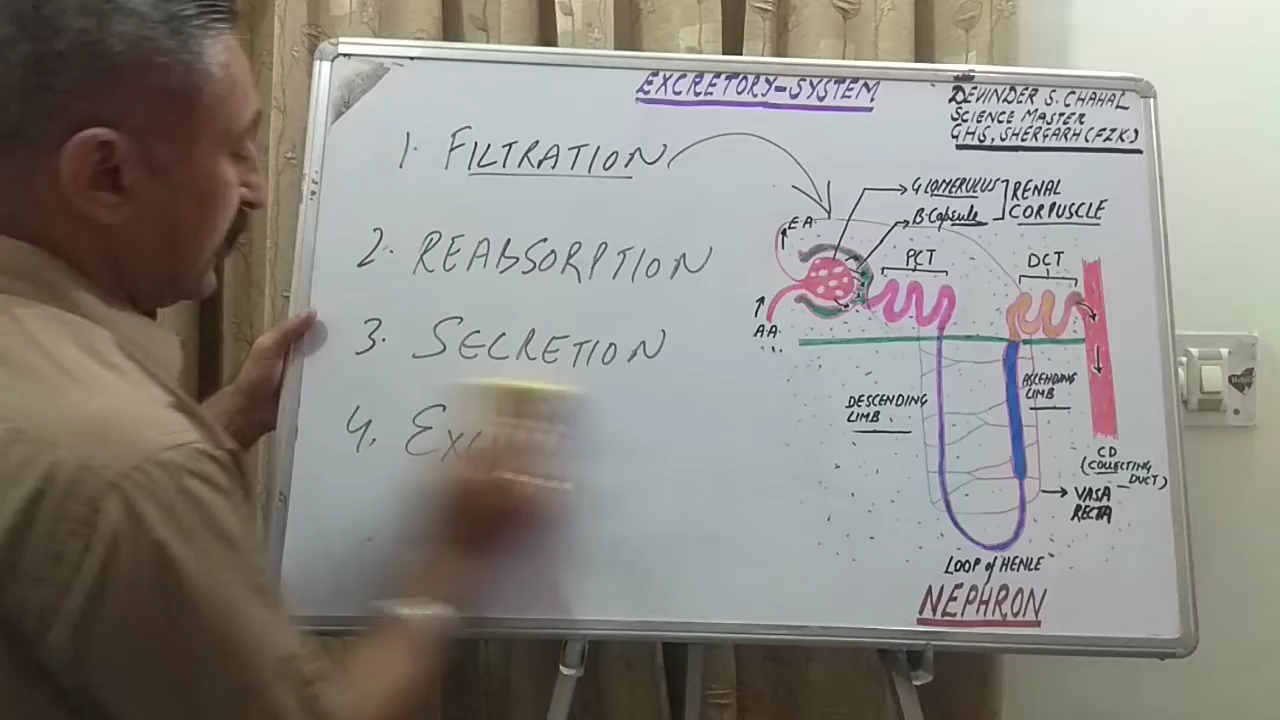 EXCRETORY-SYSTEM
DEVINDER S. CHAHAL
SCIENCE MASTER
GHS, SHERGARH (FZK)
1. FILTRATION
2. REABSORPTION
3. SECRETION
4.
GLOMERULUS
B.Capsule
RENAL
CORPUSCLE
E.A.
A.A.
PCT
DCT
DESCENDING
LIMB
ASCENDING
LIMB
CD
(COLLECTING
DUCT)
VASA
RECTA
LOOP of HENLE
NEPHRON